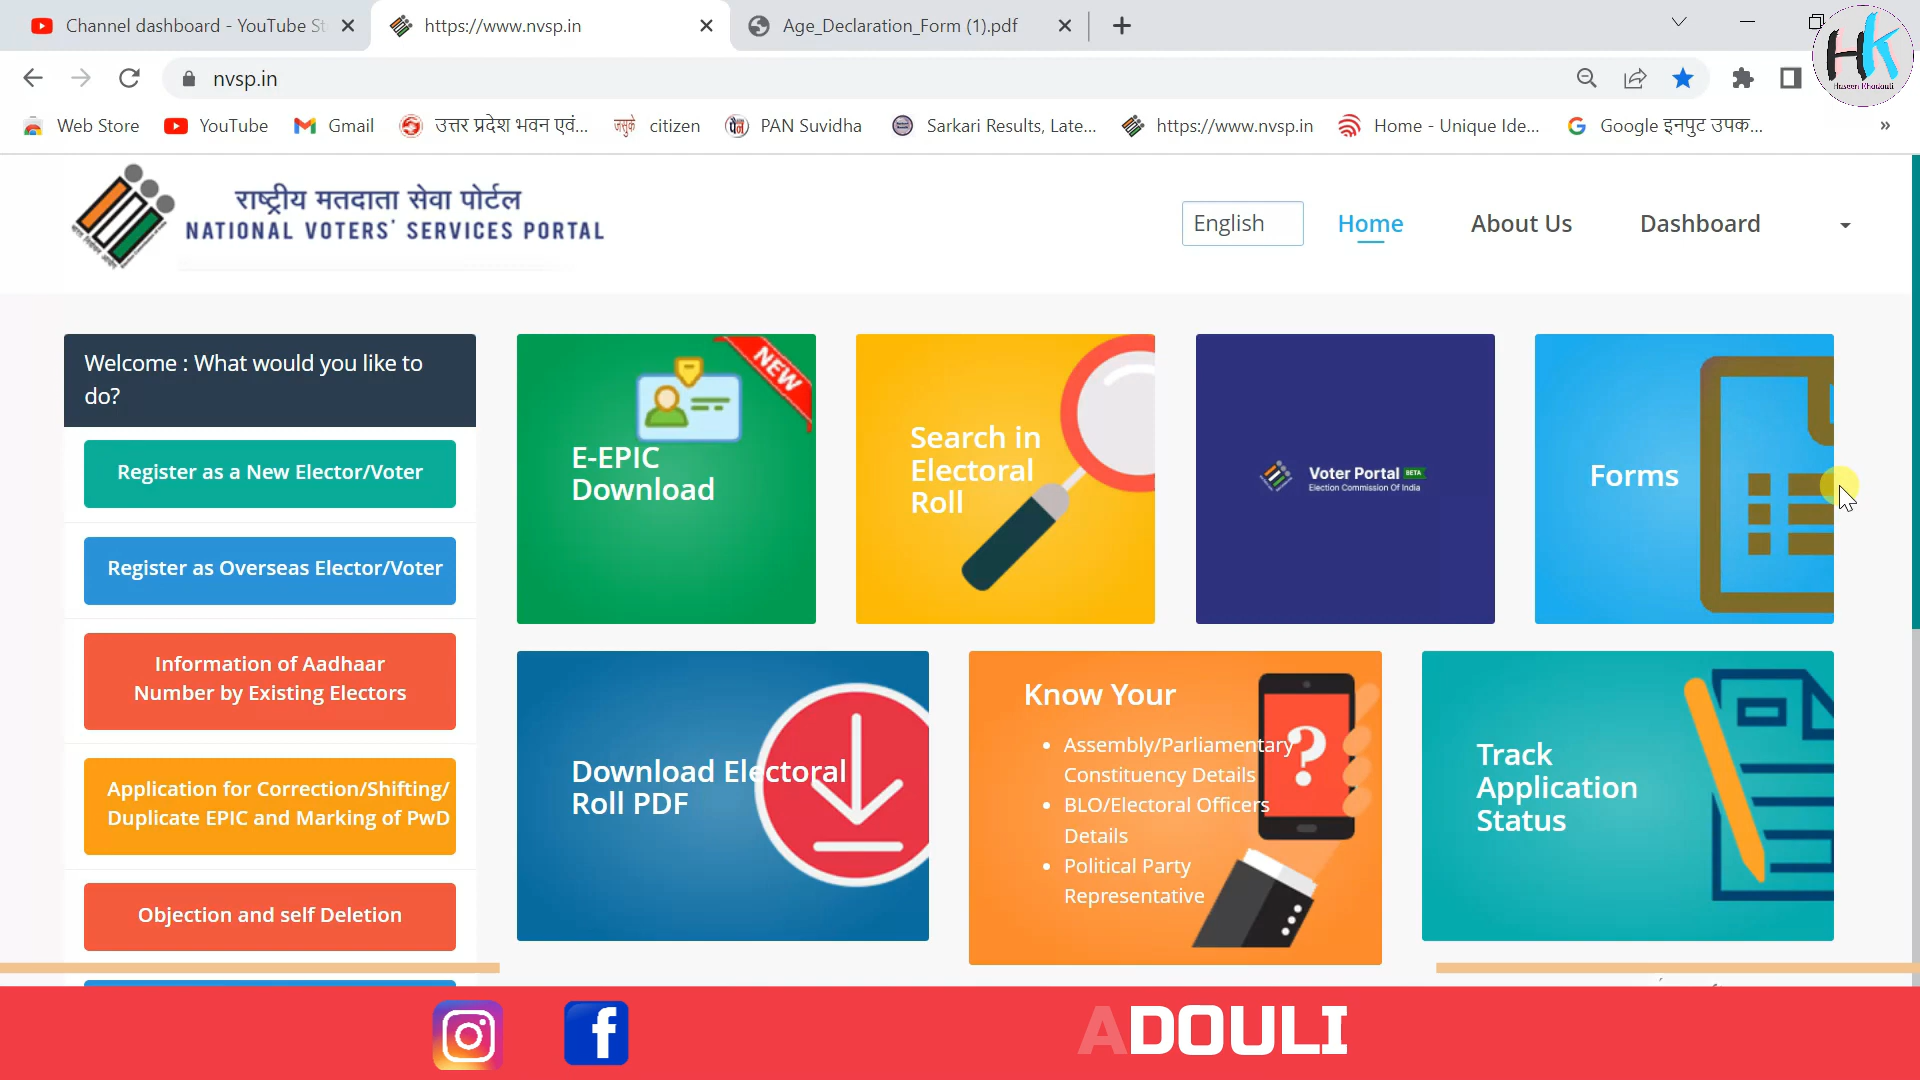 Channel dashboard - YouTube St
https://www.nvsp.in
Age_Declaration_Form (1).pdf
nvsp.in
Web Store
YouTube
Gmail
उत्तर प्रदेश भवन एवं...
citizen
PAN Suvidha
Sarkari Results, Late...
https://www.nvsp.in
Home - Unique Ide...
Google इनपुट उपक...
HK
Haseen Khadauli
राष्ट्रीय मतदाता सेवा पोर्टल
NATIONAL VOTERS' SERVICES PORTAL
English
Home
About Us
Dashboard
Welcome : What would you like to
do?
Register as a New Elector/Voter
Register as Overseas Elector/Voter
Information of Aadhaar
Number by Existing Electors
Application for Correction/Shifting/
Duplicate EPIC and Marking of PwD
Objection and self Deletion
NEW
E-EPIC
Download
Search in
Electoral
Roll
Voter Portal BETA
Election Commission Of India
Forms
Download Electoral
Roll PDF
Know Your
• Assembly/Parliamentary
Constituency Details
• BLO/Electoral Officers
Details
• Political Party
Representative
?
Track
Application
Status
ADOULI